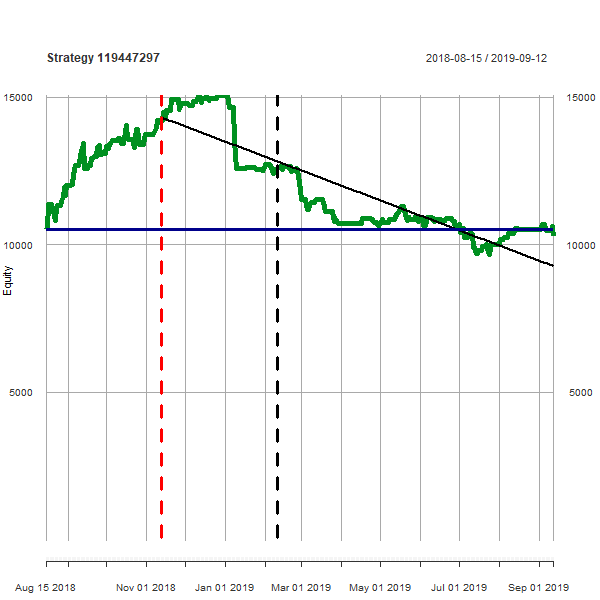 Strategy 119447297
2018-08-15 / 2019-09-12
15000
15000
10000
10000
Equity
5000
5000
Aug 15 2018
Nov 01 2018
Jan 01 2019
Mar 01 2019
May 01 2019
Jul 01 2019
Sep 01 2019